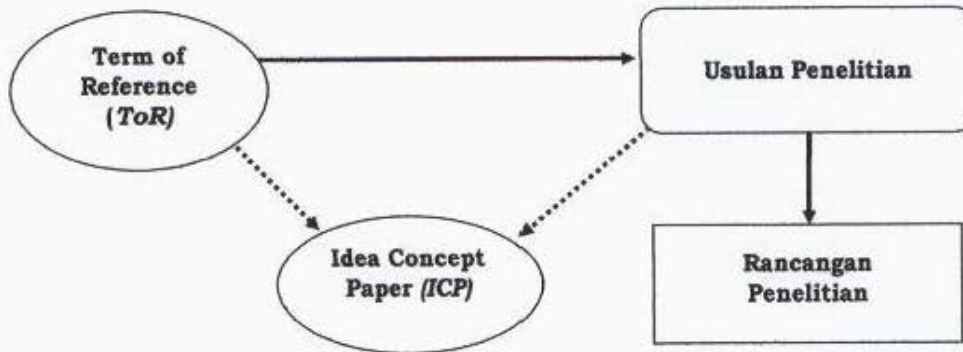 Term of
Reference
(ToR)
Usulan Penelitian
Idea Concept
Paper (ICP)
Rancangan
Penelitian